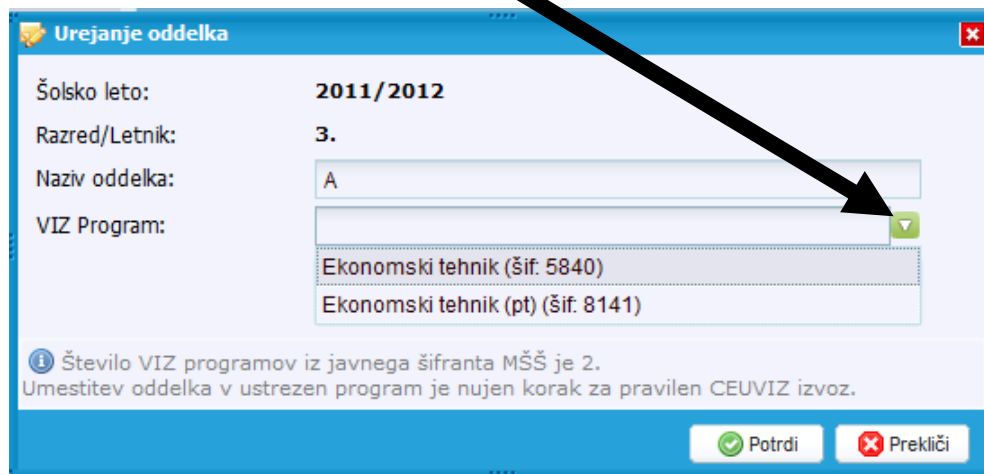 Urejanje oddelka
Šolsko leto: 2011/2012
Razred/Letnik: 3.
Naziv oddelka: A
VIZ Program:
Ekonomski tehnik (šif: 5840)
Ekonomski tehnik (pt) (šif: 8141)
Število VIZ programov iz javnega šifranta MŠŠ je 2.
Umestitev oddelka v ustrezen program je nujen korak za pravilen CEUVIZ izvoz.
Potrdi Prekliči